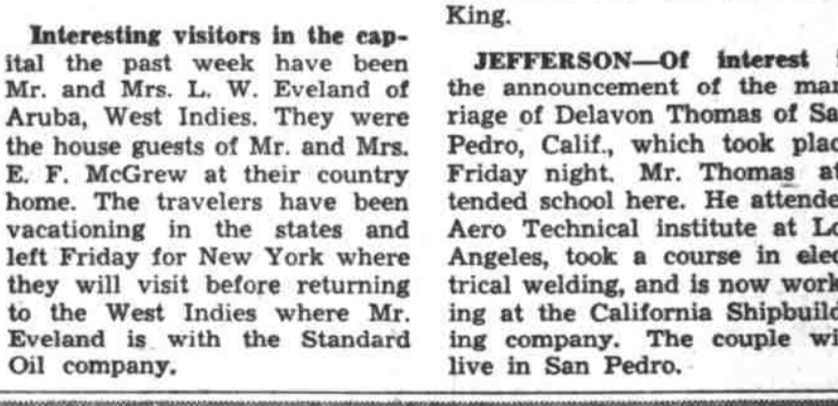 Interesting visitors in the cap-
ital the past week have been
Mr. and Mrs. L. W. Eveland of
Aruba, West Indies. They were
the house guests of Mr. and Mrs.
E. F. McGrew at their country
home. The travelers have been
vacationing in the states and
left Friday for New York where
they will visit before returning
to the West Indies where Mr.
Eveland is with the Standard
Oil company.
King.
JEFFERSON—Of interest
the announcement of the mar
riage of Delavon Thomas of Sa
Pedro, Calif., which took plac
Friday night. Mr. Thomas at
tended school here. He attende
Aero Technical institute at Lo
Angeles, took a course in elec
trical welding, and is now work
ing at the California Shipbuild
ing company. The couple wi
live in San Pedro.